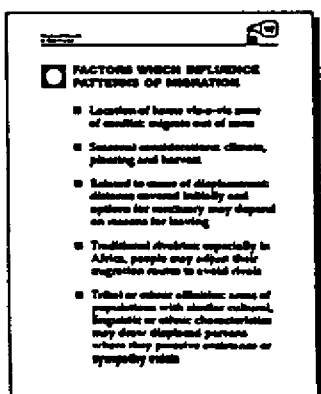 FACTORS WHICH INFLUENCE
PATTERNS OF MIGRATION
Location of home vis-a-vis zone
of conflict: migrate out of zone
Seasonal considerations: climate,
planting and harvest
Related to cause of displacement:
distance covered initially and
options for may depend
on reasons for leaving
Traditional rivalries: especially in
Africa, people may adjust their
migration routes to avoid rivals
Tribal or ethnic affinities: areas of
populations with similar cultural,
linguistic or ethnic characteristics
may draw displaced persons
where they perceive assistance or
sympathy exists